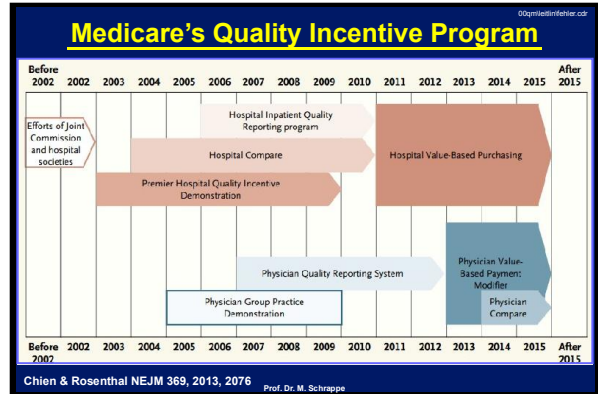 00qm\leitlin\fehler.cdr
Medicare's Quality Incentive Program
Before 2002 2002 2003 2004 2005 2006 2007 2008 2009 2010 2011 2012 2013 2014 2015 After 2015
Hospital Inpatient Quality
Reporting program
Efforts of Joint
Commission
and hospital
societies
Hospital Compare
Hospital Value-Based Purchasing
Premier Hospital Quality Incentive
Demonstration
Physician Value-
Based Payment
Modifier
Physician Quality Reporting System
Physician Group Practice
Demonstration
Physician
Compare
Before 2002 2002 2003 2004 2005 2006 2007 2008 2009 2010 2011 2012 2013 2014 2015 After 2015
Chien & Rosenthal NEJM 369, 2013, 2076
Prof. Dr. M. Schrappe